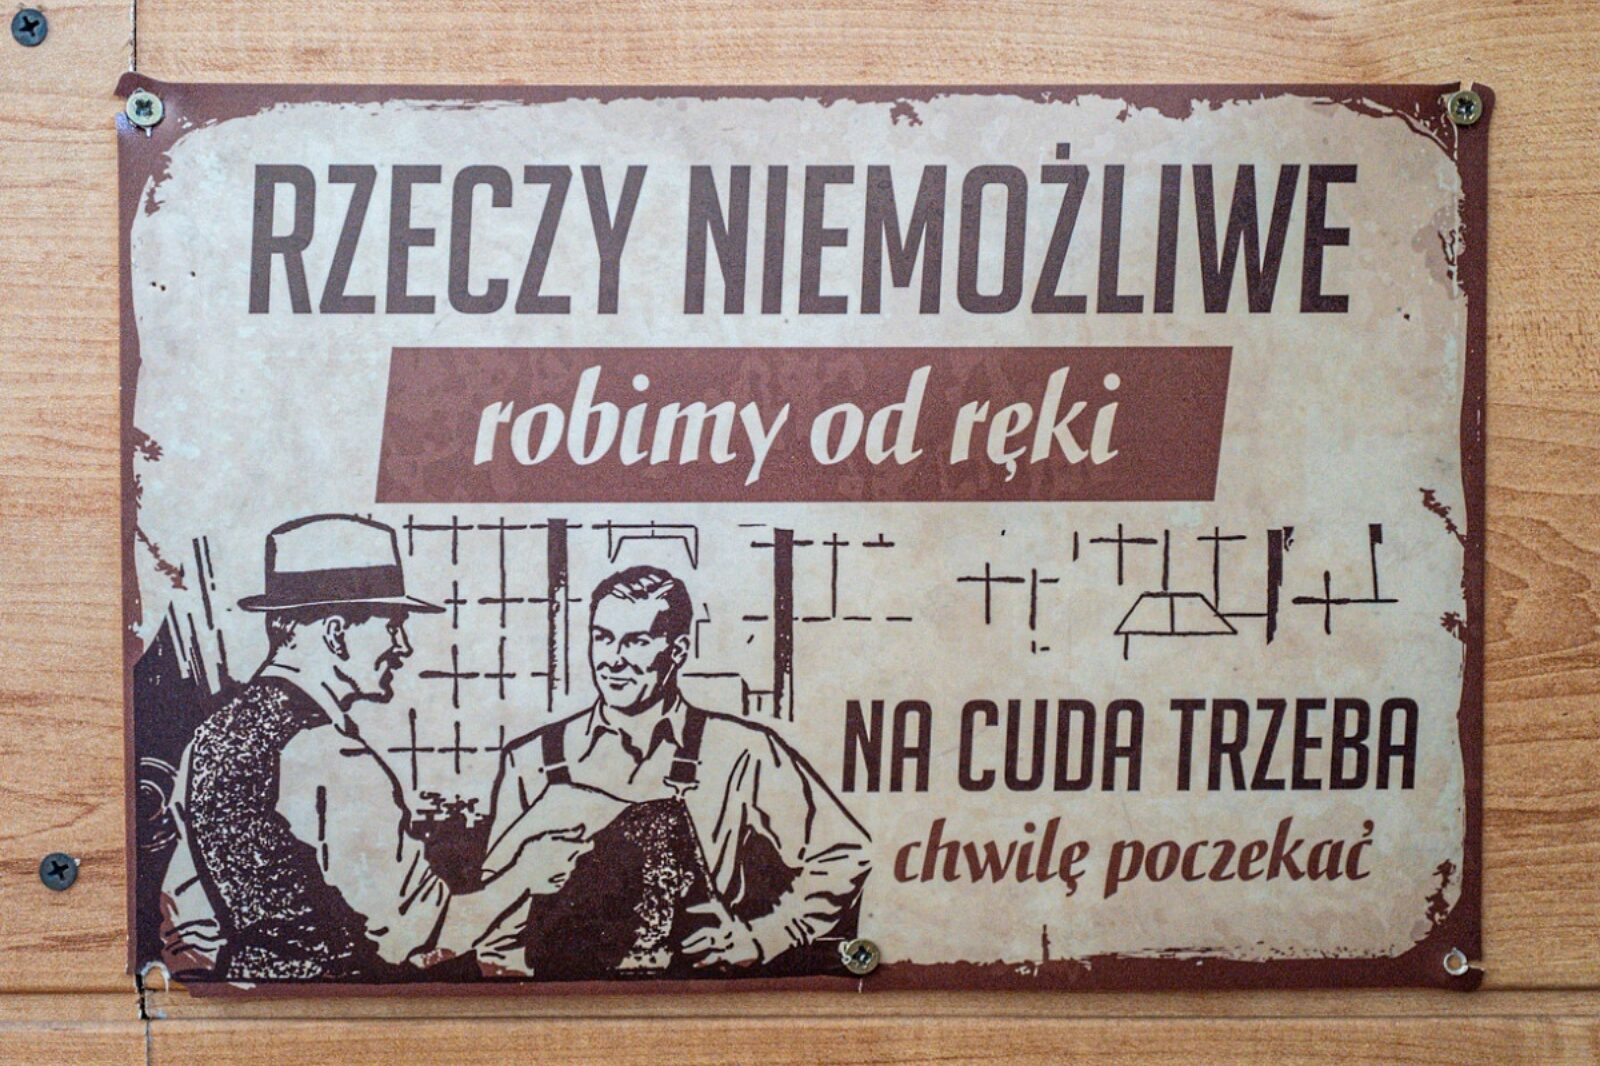 RZECZY NIEMOŻLIWE
robimy od ręki
NA CUDA TRZEBA
chwilę poczekać